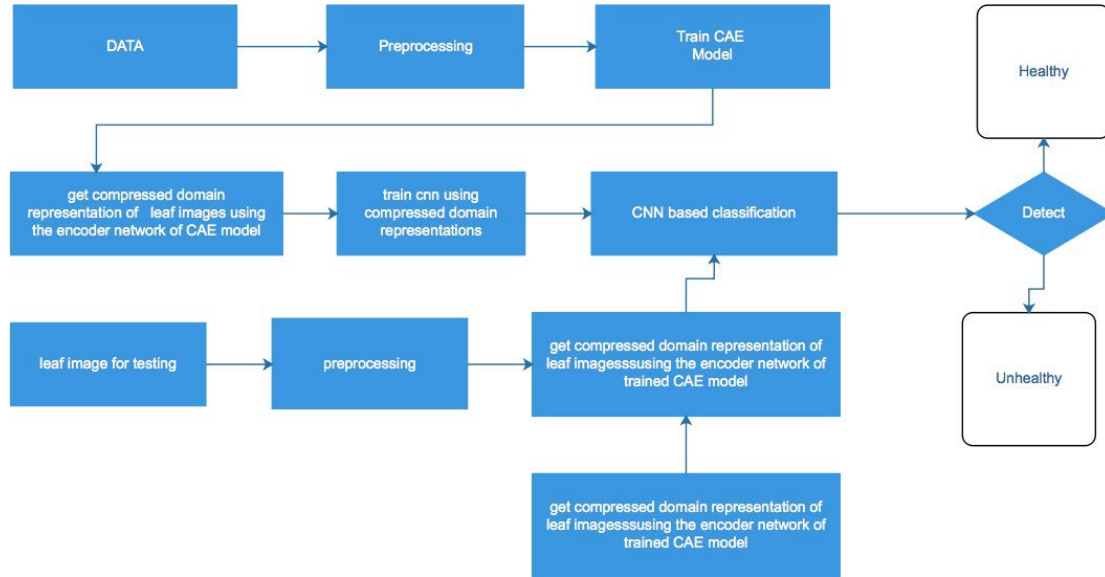 DATA
Preprocessing
Train CAE
Model
Healthy
get compressed domain
representation of leaf images using
the encoder network of CAE model
train cnn using
compressed domain
representations
CNN based classification
Detect
leaf image for testing
preprocessing
get compressed domain representation of
leaf imagesssusing the encoder network of
trained CAE model
Unhealthy
get compressed domain representation of
leaf imagesssusing the encoder network of
trained CAE model